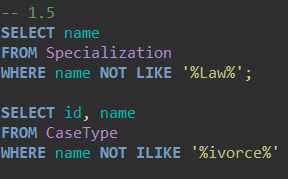 -- 1.5
SELECT name
FROM Specialization
WHERE name NOT LIKE '%Law%';
SELECT id, name
FROM CaseType
WHERE name NOT ILIKE '%ivorce%'